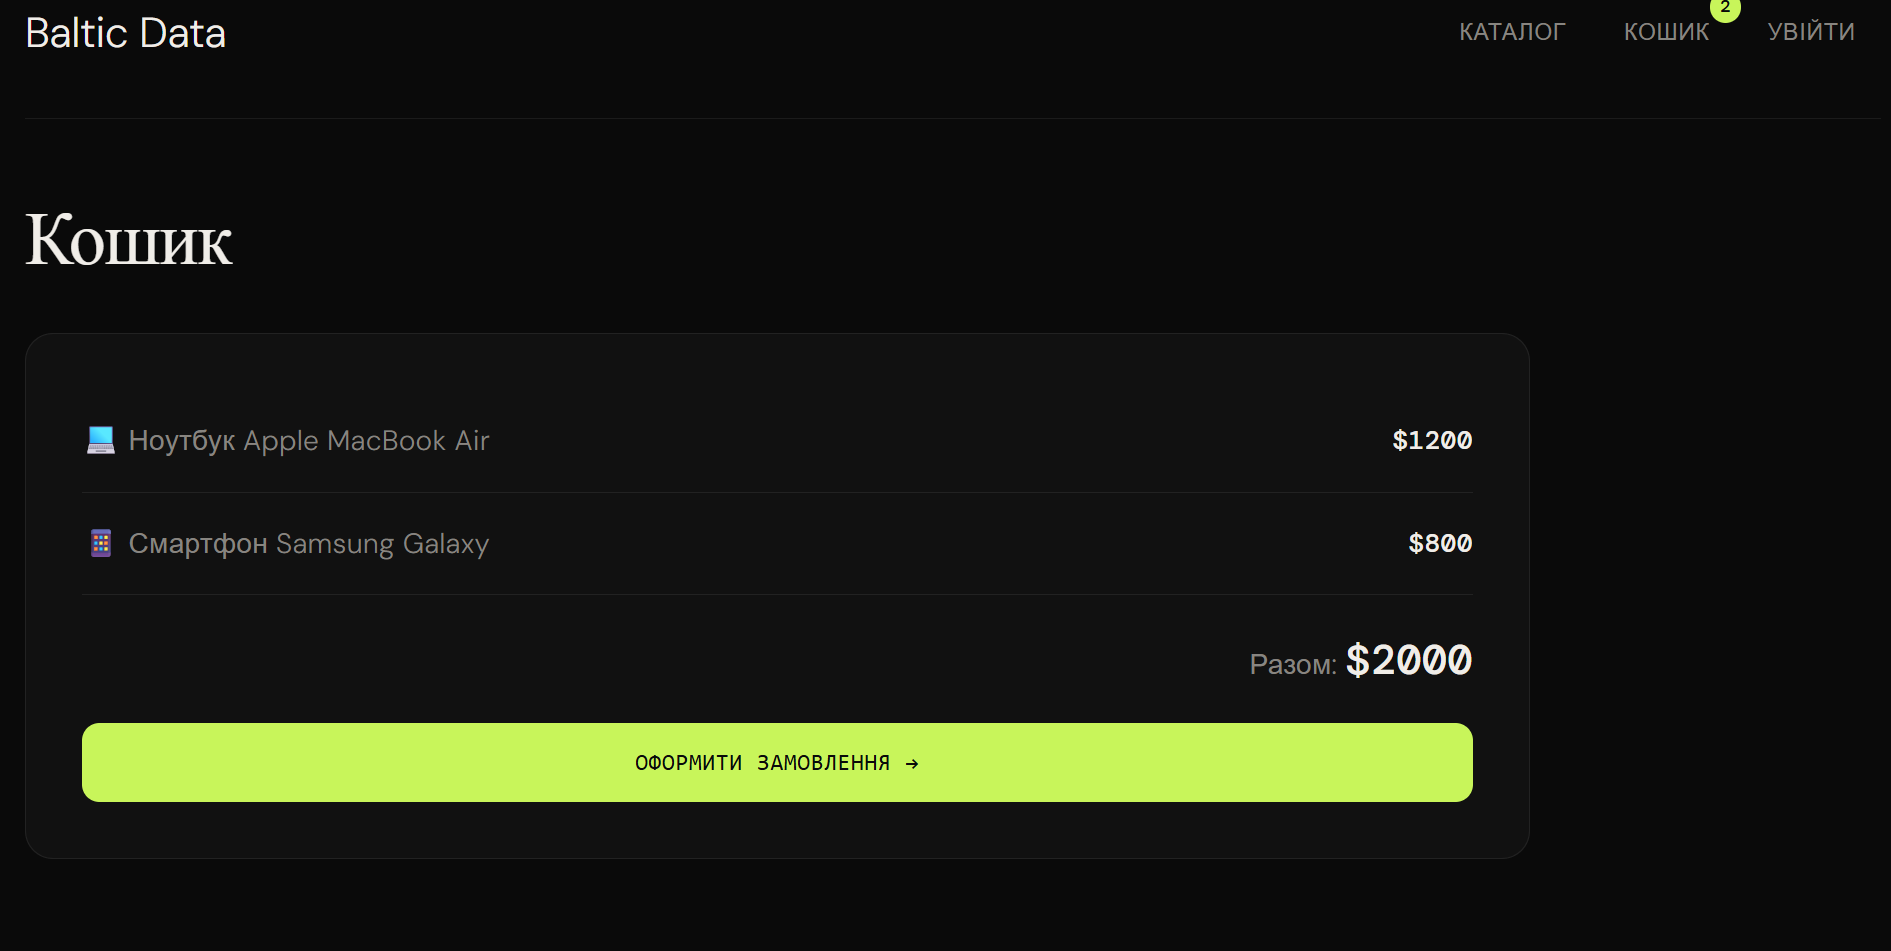 Baltic Data КАТАЛОГ КОШИК 2 УВІЙТИ
Кошик
Ноутбук Apple MacBook Air $1200
Смартфон Samsung Galaxy $800
Разом: $2000
ОФОРМИТИ ЗАМОВЛЕННЯ →